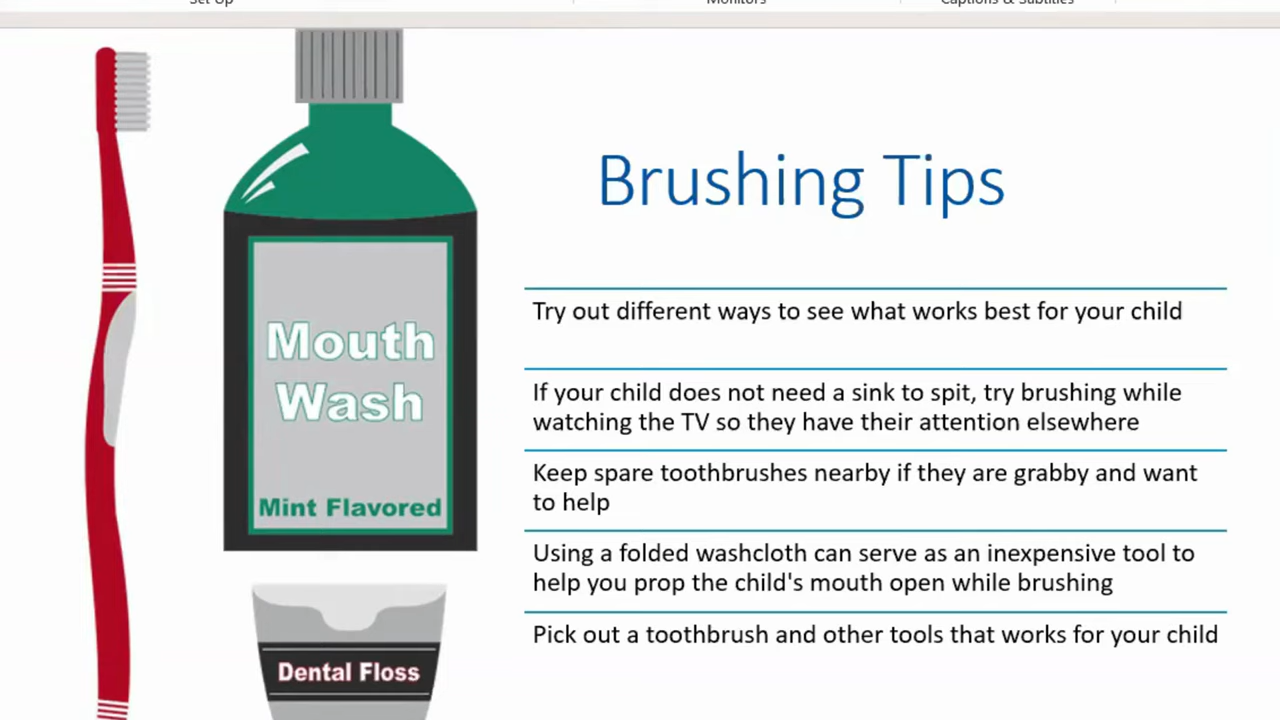 Set Up
Monitors
Captions & Subtitles
Brushing Tips
Mouth
Wash
Mint Flavored
Dental Floss
Try out different ways to see what works best for your child
If your child does not need a sink to spit, try brushing while
watching the TV so they have their attention elsewhere
Keep spare toothbrushes nearby if they are grabby and want
to help
Using a folded washcloth can serve as an inexpensive tool to
help you prop the child's mouth open while brushing
Pick out a toothbrush and other tools that works for your child